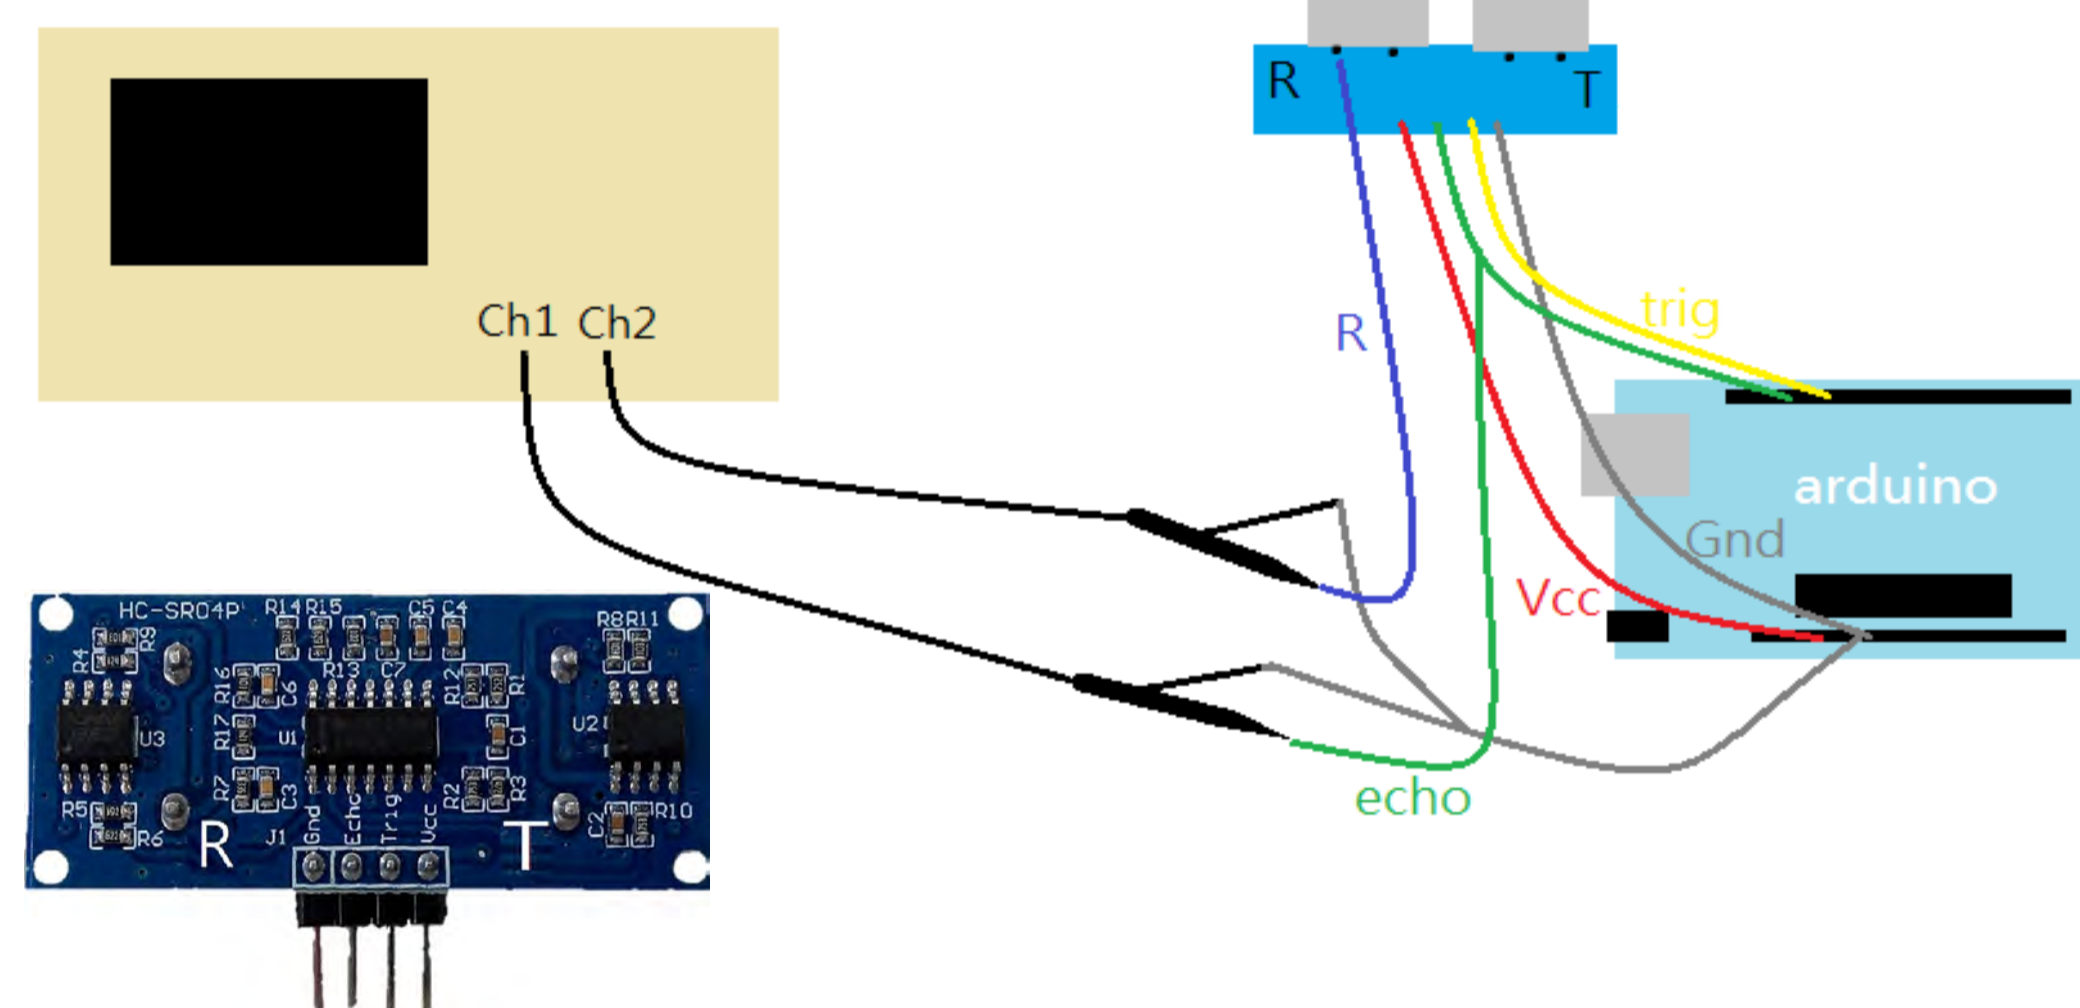 R
T
Ch1 Ch2
trig
R
arduino
Gnd
Vcc
echo
HC-SR04P
R14 R15
C5 C4
R8 R11
R4
R9
R13
C7
R16
C6
R12
R1
U3
R17
U1
C1
U2
R5
R6
R7
C3
R2
R3
C2
R10
R
J1
Gnd
Echo
Trig
Vcc
T